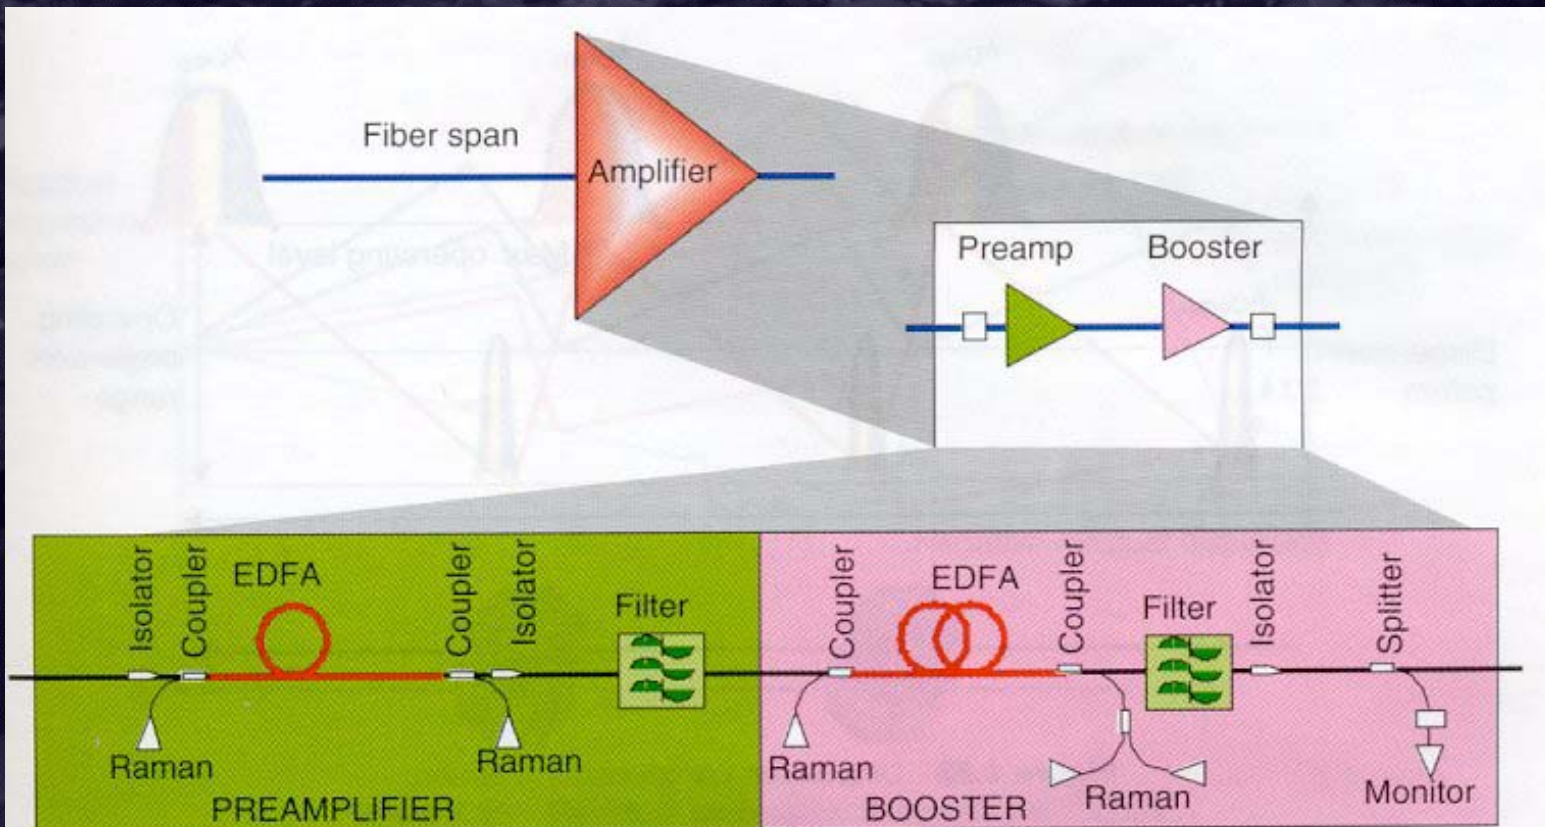 Fiber span
Amplifier
Preamp
Booster
Isolator
Coupler
EDFA
Coupler
Isolator
Filter
Coupler
EDFA
Coupler
Filter
Isolator
Splitter
Raman
Raman
Raman
Raman
Monitor
PREAMPLIFIER
BOOSTER